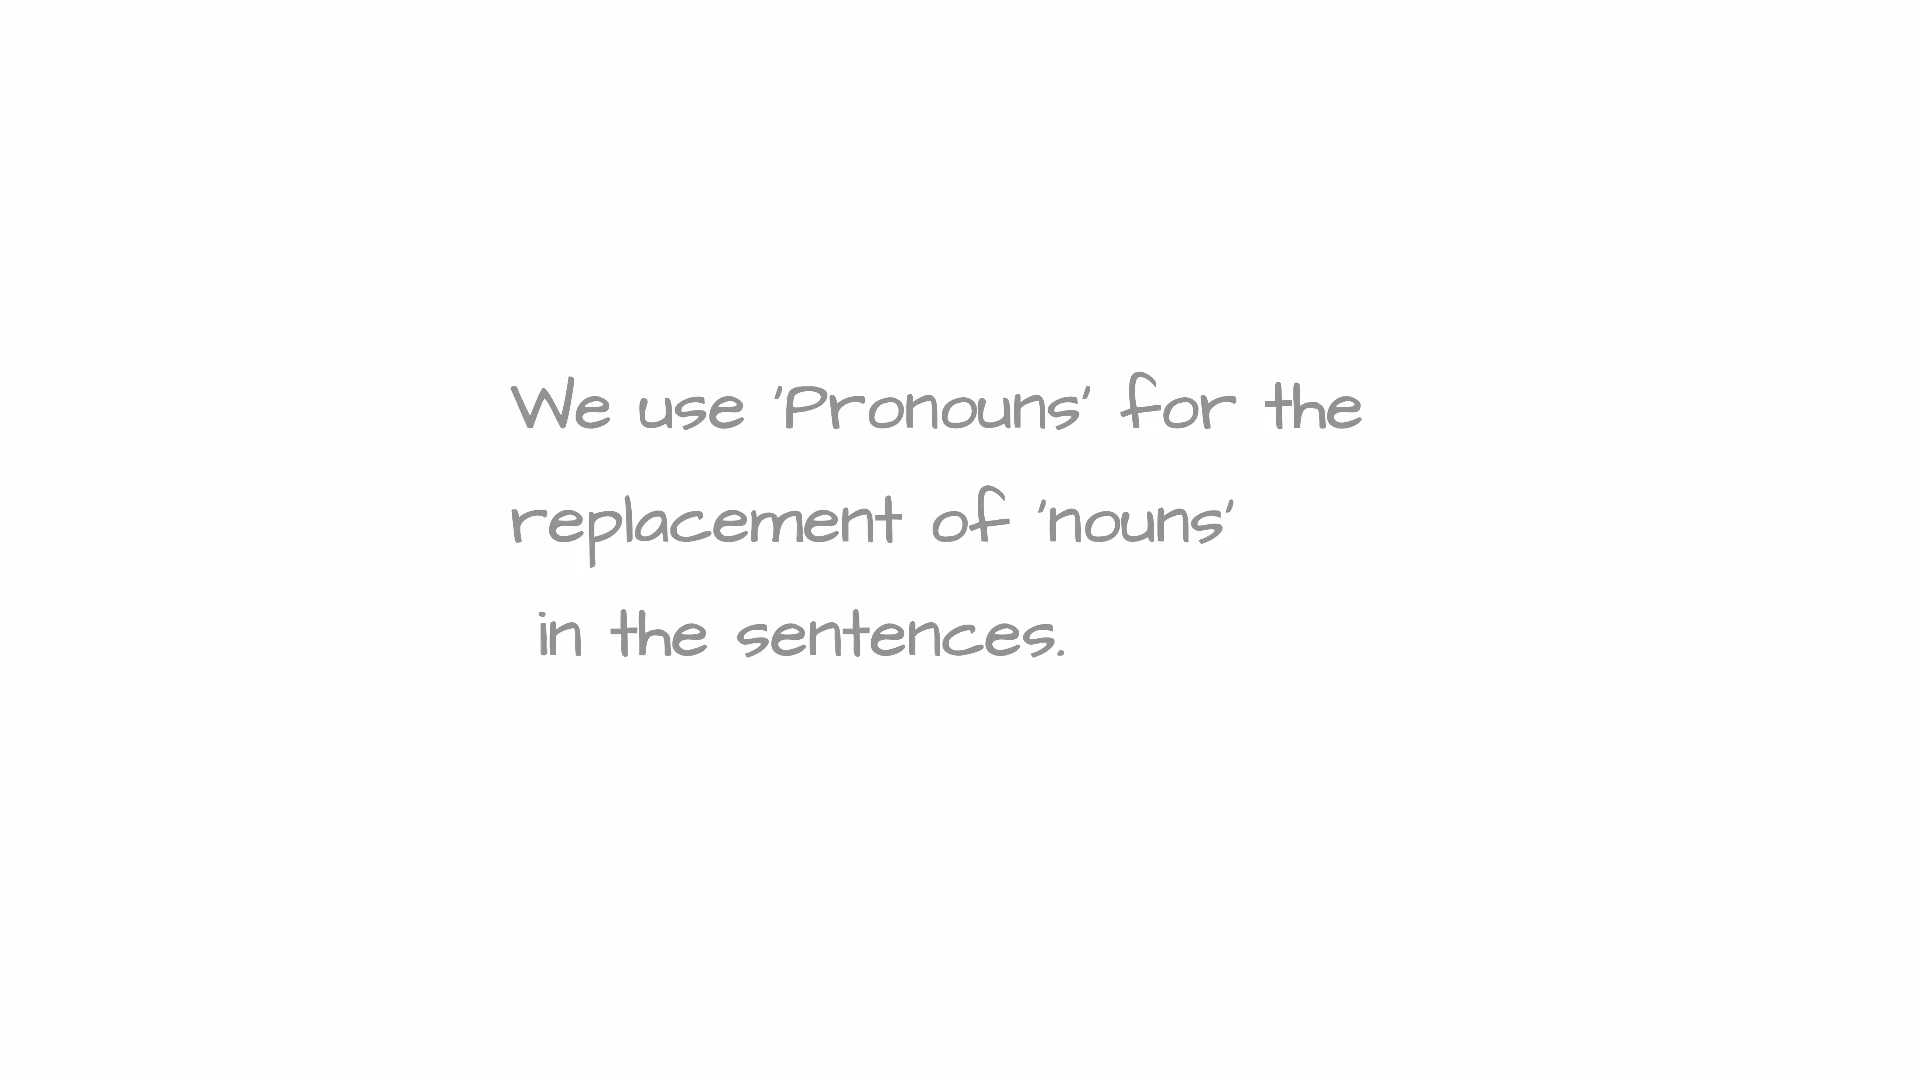 We use 'Pronouns' for the
replacement of 'nouns'
in the sentences.